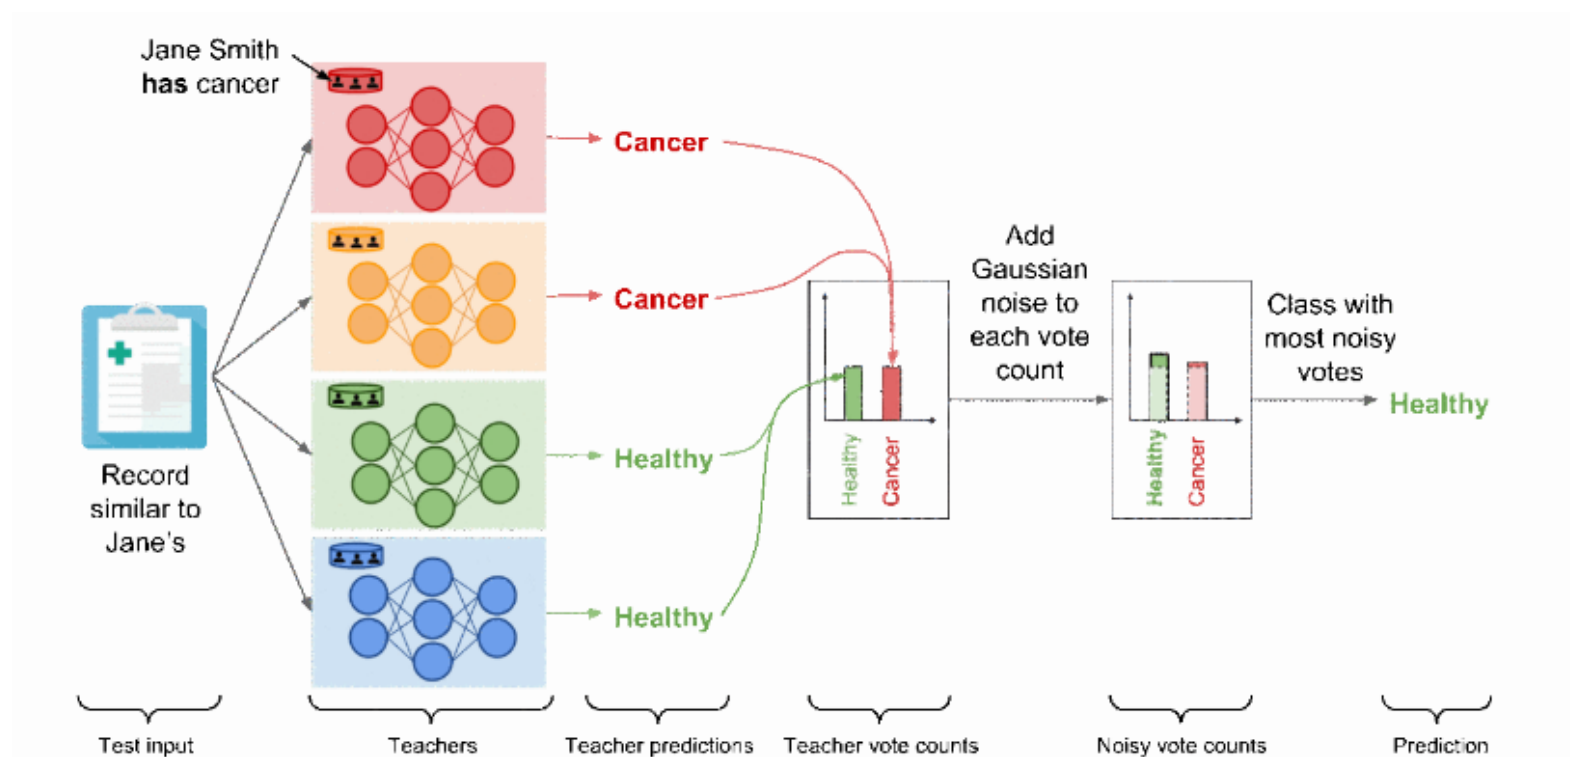 Jane Smith
has cancer
Cancer
Cancer
Healthy
Healthy
Record
similar to
Jane's
Healthy
Cancer
Add
Gaussian
noise to
each vote
count
Healthy
Cancer
Class with
most noisy
votes
Healthy
Test input
Teachers
Teacher predictions
Teacher vote counts
Noisy vote counts
Prediction